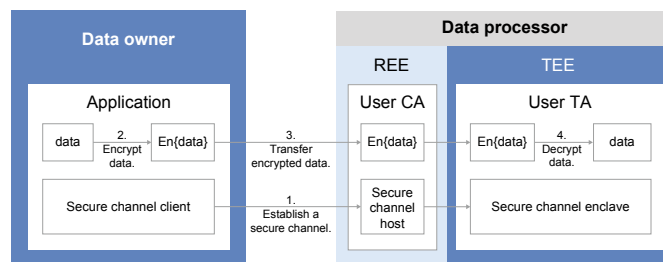 Data owner
Data processor
REE
TEE
Application
User CA
User TA
data
2.
Encrypt
data.
En{data}
3.
Transfer
encrypted data.
En{data}
En{data}
4.
Decrypt
data.
data
Secure channel client
1.
Establish a
secure channel.
Secure
channel
host
Secure channel enclave